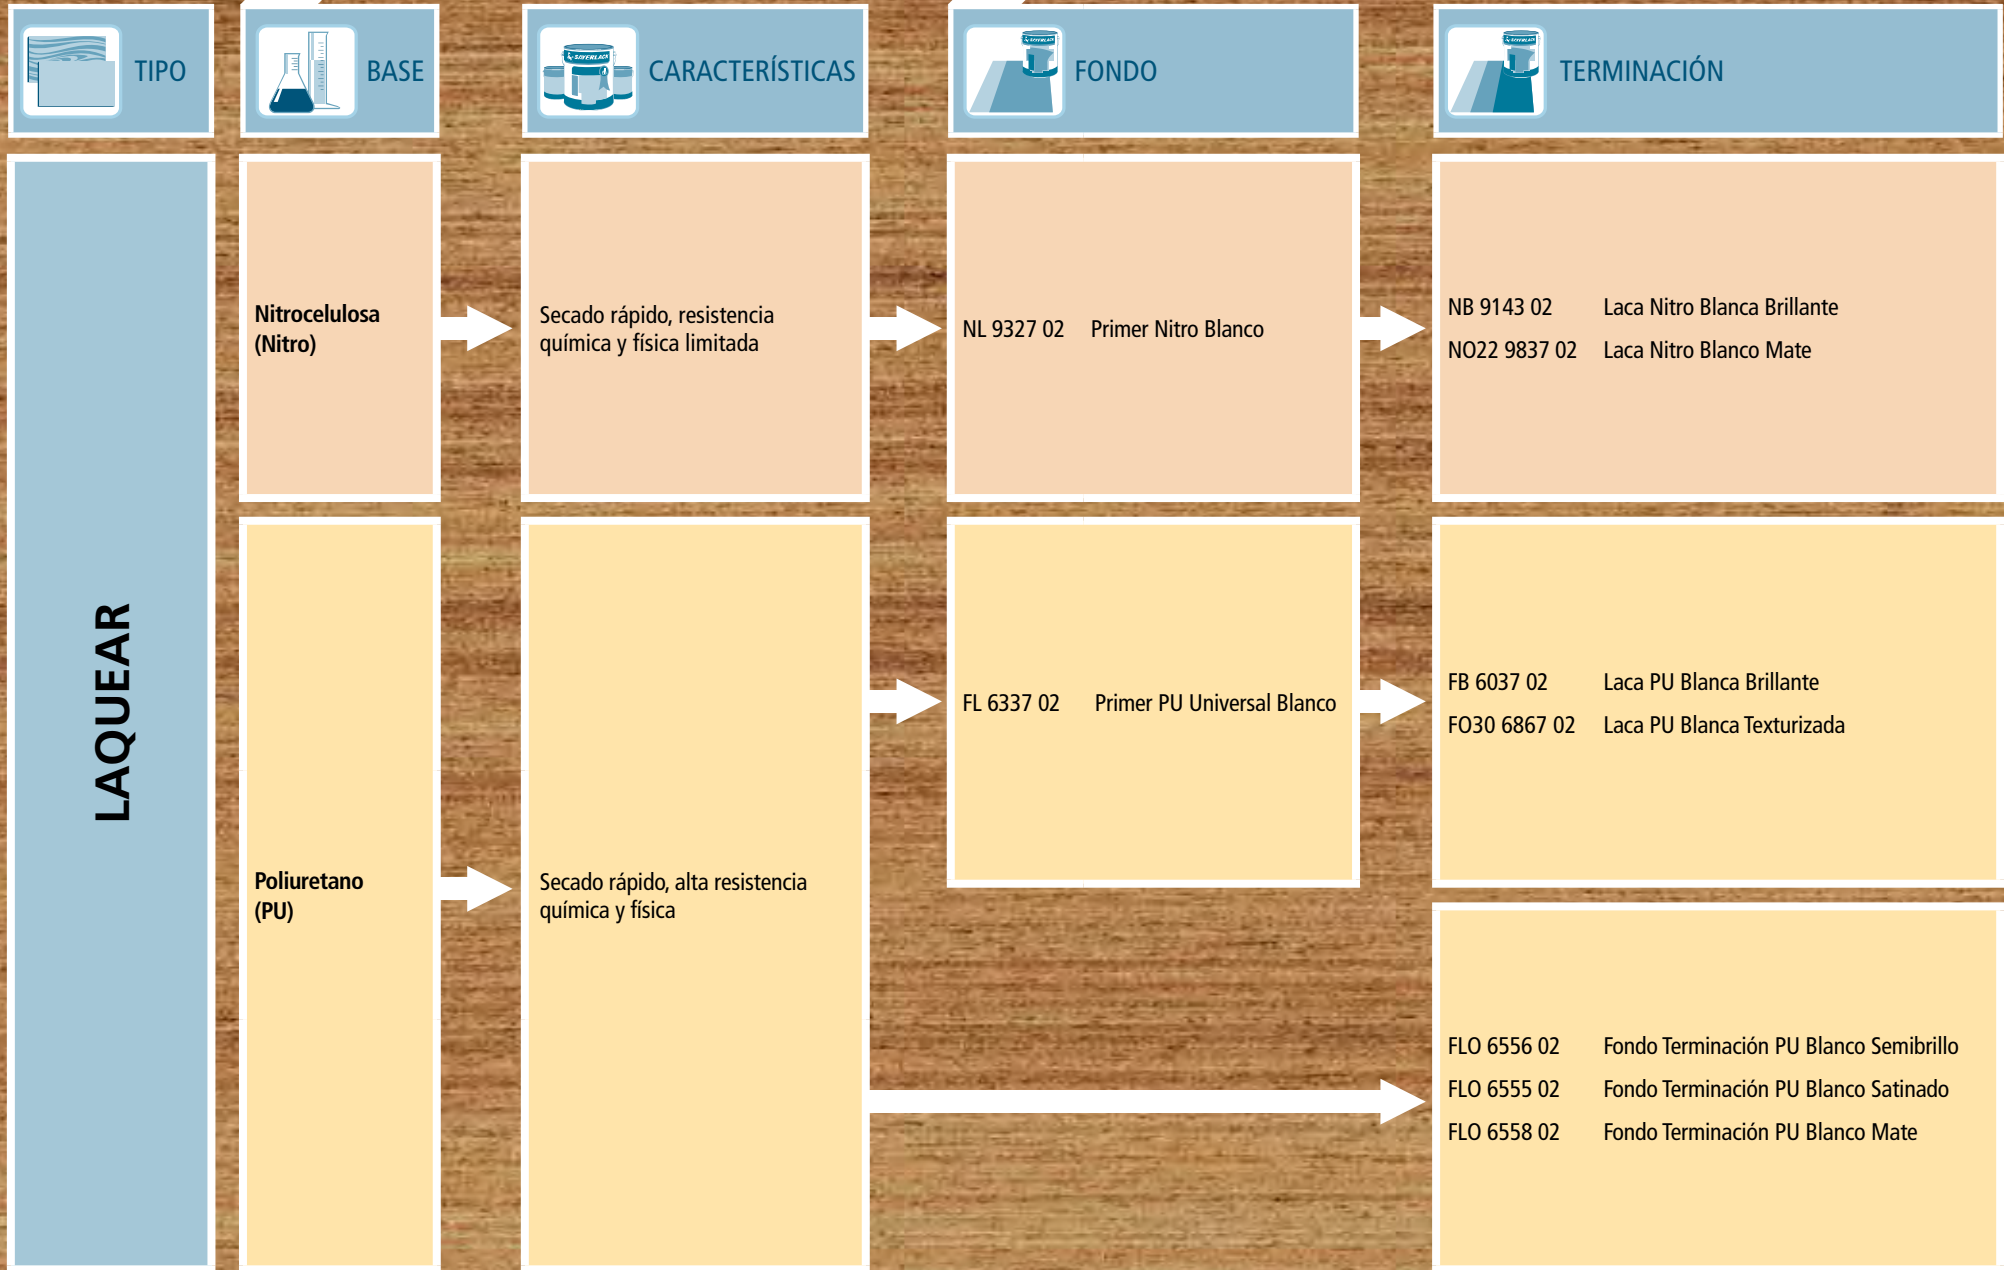 TIPO
BASE
CARACTERÍSTICAS
FONDO
TERMINACIÓN
LAQUEAR
Nitrocelulosa
(Nitro)
Secado rápido, resistencia
química y física limitada
NL 9327 02 Primer Nitro Blanco
NB 9143 02 Laca Nitro Blanca Brillante
NO22 9837 02 Laca Nitro Blanco Mate
Poliuretano
(PU)
Secado rápido, alta resistencia
química y física
FL 6337 02 Primer PU Universal Blanco
FB 6037 02 Laca PU Blanca Brillante
FO30 6867 02 Laca PU Blanca Texturizada
FLO 6556 02 Fondo Terminación PU Blanco Semibrillo
FLO 6555 02 Fondo Terminación PU Blanco Satinado
FLO 6558 02 Fondo Terminación PU Blanco Mate